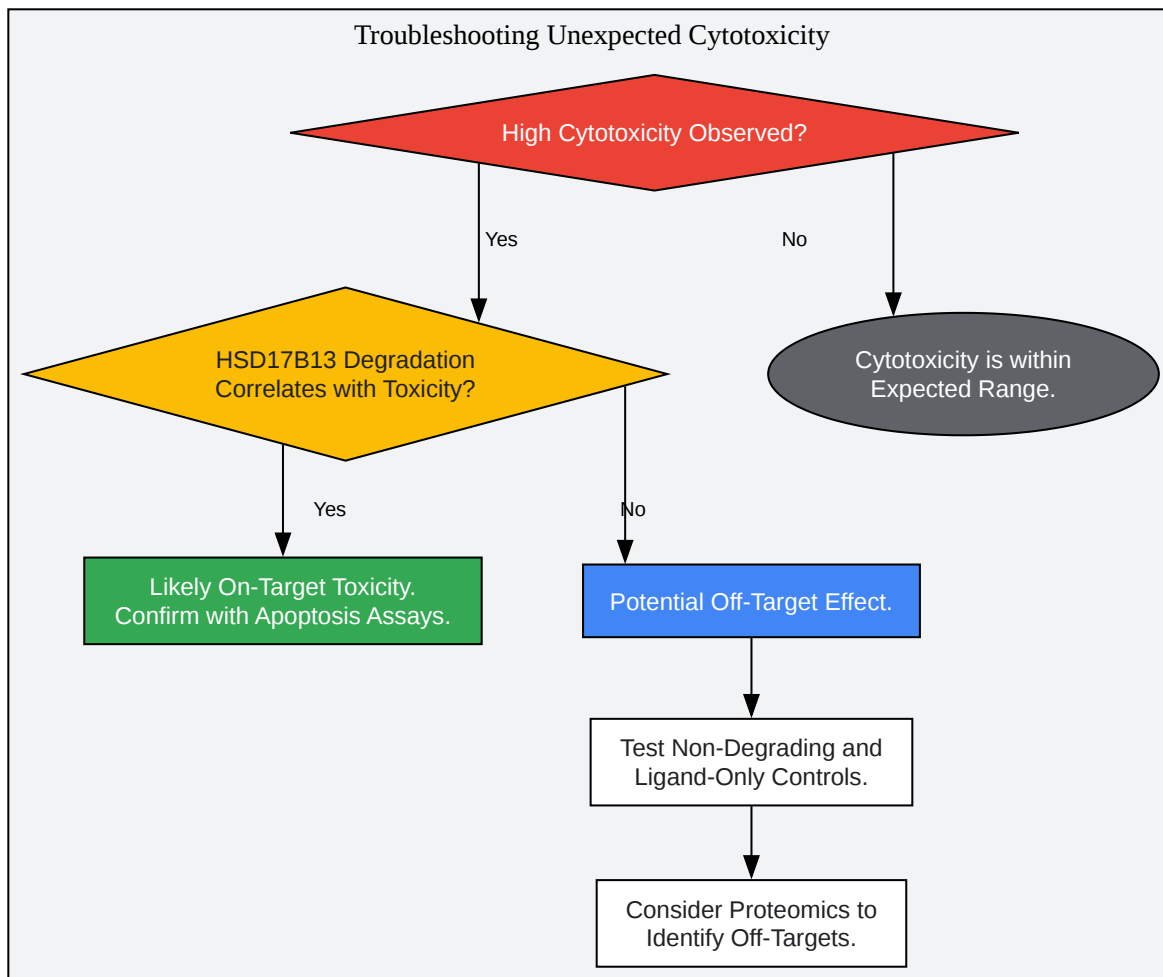 Troubleshooting Unexpected Cytotoxicity
High Cytotoxicity Observed?
Yes
No
HSD17B13 Degradation
Correlates with Toxicity?
Cytotoxicity is within
Expected Range.
Yes
No
Likely On-Target Toxicity.
Confirm with Apoptosis Assays.
Potential Off-Target Effect.
Test Non-Degrading and
Ligand-Only Controls.
Consider Proteomics to
Identify Off-Targets.